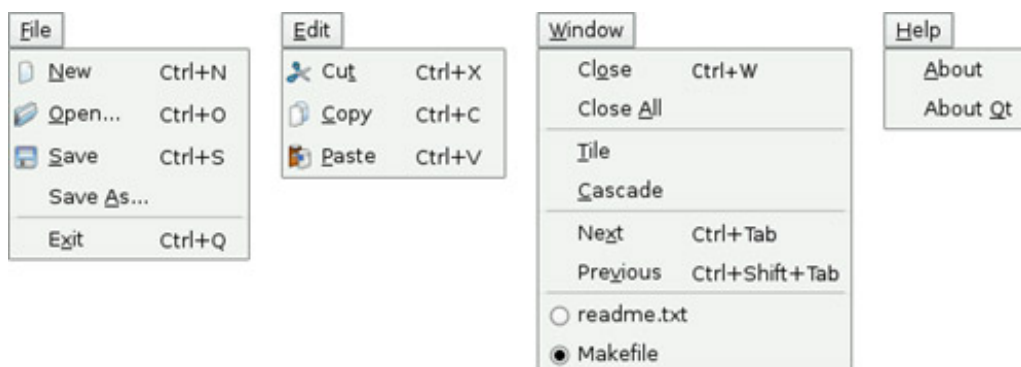 File
New Ctrl+N
Open... Ctrl+O
Save Ctrl+S
Save As...
Exit Ctrl+Q
Edit
Cut Ctrl+X
Copy Ctrl+C
Paste Ctrl+V
Window
Close Ctrl+W
Close All
Tile
Cascade
Next Ctrl+Tab
Previous Ctrl+Shift+Tab
readme.txt
Makefile
Help
About
About Qt